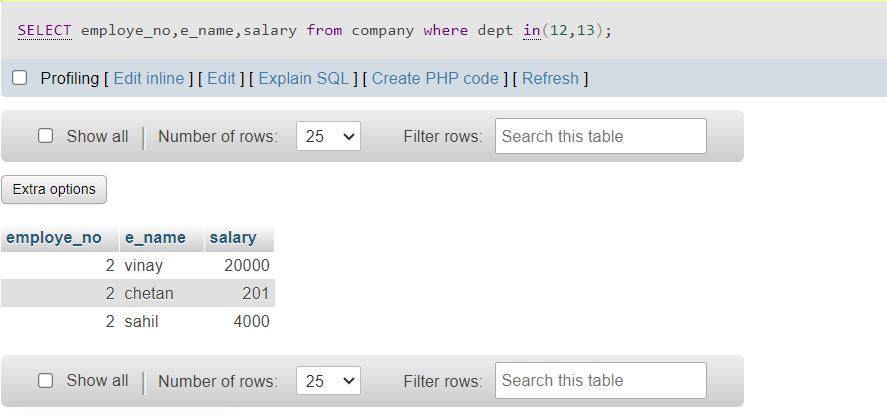 SELECT employe_no,e_name,salary from company where dept in(12,13);
Profiling [ Edit inline ] [ Edit ] [ Explain SQL ] [ Create PHP code ] [ Refresh ]
Show all | Number of rows: 25 Filter rows: Search this table
Extra options
employe_no e_name salary
2 vinay 20000
2 chetan 201
2 sahil 4000
Show all | Number of rows: 25 Filter rows: Search this table